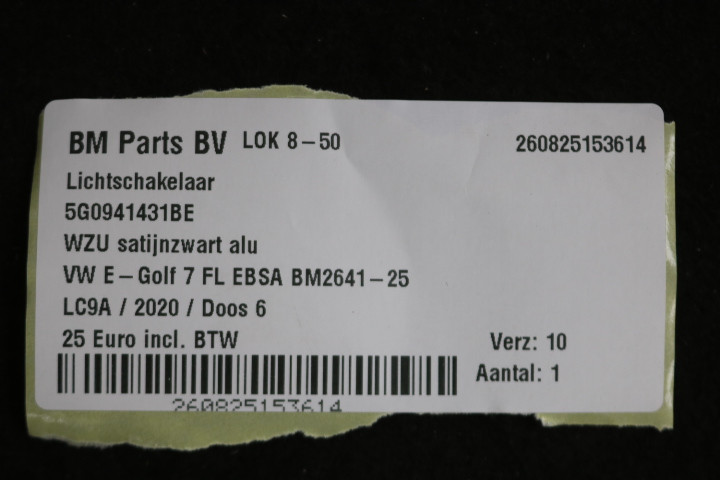 BM Parts BV LOK 8-50 260825153614
Lichtschakelaar
5G0941431BE
WZU satijnzwart alu
VW E-Golf 7 FL EBSA BM2641-25
LC9A / 2020 / Doos 6
25 Euro incl. BTW Verz: 10
Aantal: 1
260825153614